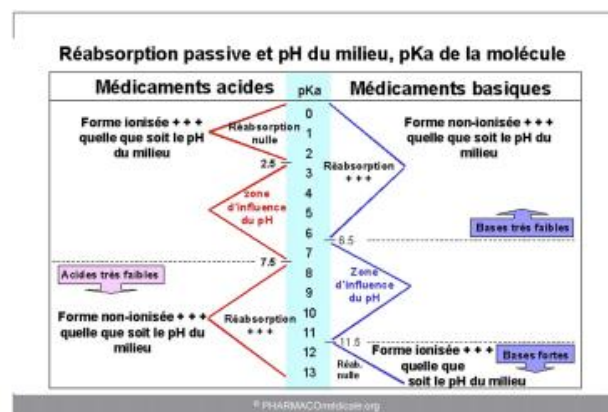 Réabsorption passive et pH du milieu, pKa de la molécule
Médicaments acides
pKa
Médicaments basiques
Forme ionisée + + +
quelle que soit le pH
du milieu
Réabsorption
nulle
2.5
zone
d'influence
du pH
7.5
Acides très faibles
Forme non-ionisée + + +
quelle que soit le pH du
milieu
Réabsorption
+ + +
0
1
2
3
4
5
6
7
8
9
10
11
12
13
Forme non-ionisée + + +
quelle que soit le pH du
milieu
Réabsorption
+ + +
6.5
Bases très faibles
Zone
d'influence
du pH
11.5
Forme ionisée + + +
quelle que
soit le pH du milieu
Bases fortes
Réab.
nulle
© PHARMACOmédicale.org